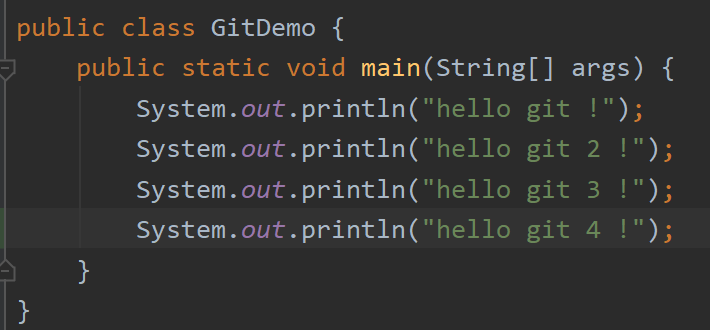 public class GitDemo {
    public static void main(String[] args) {
        System.out.println("hello git !");
        System.out.println("hello git 2 !");
        System.out.println("hello git 3 !");
        System.out.println("hello git 4 !");
    }
}